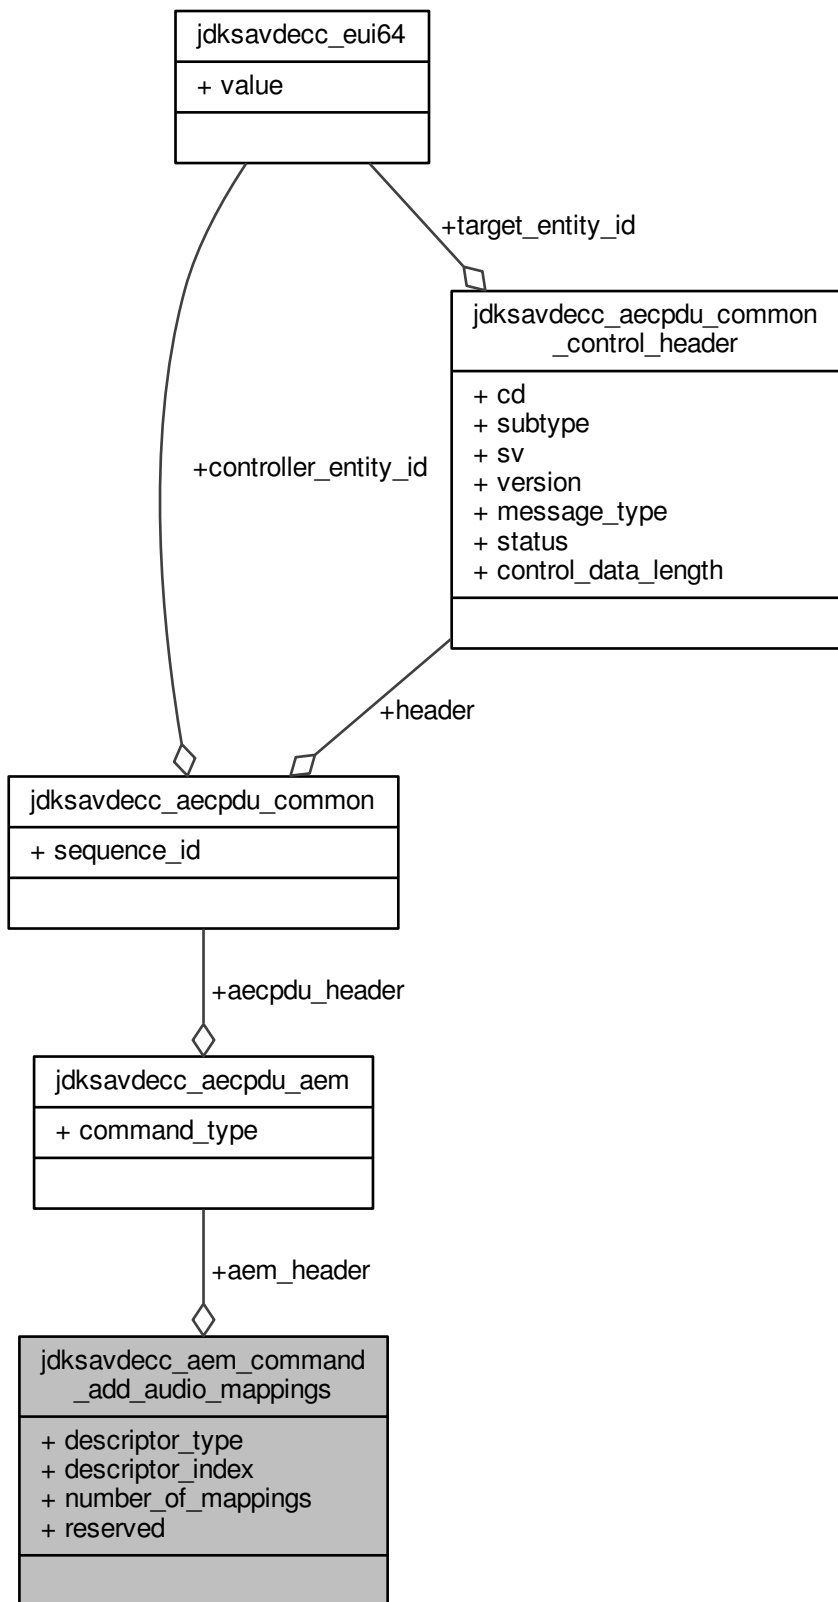 jdksavdecc_eui64
+ value
+target_entity_id
jdksavdecc_aecpdu_common
_control_header
+ cd
+ subtype
+ sv
+ version
+ message_type
+ status
+ control_data_length
+controller_entity_id
+header
jdksavdecc_aecpdu_common
+ sequence_id
+aecpdu_header
jdksavdecc_aecpdu_aem
+ command_type
+aem_header
jdksavdecc_aem_command
_add_audio_mappings
+ descriptor_type
+ descriptor_index
+ number_of_mappings
+ reserved